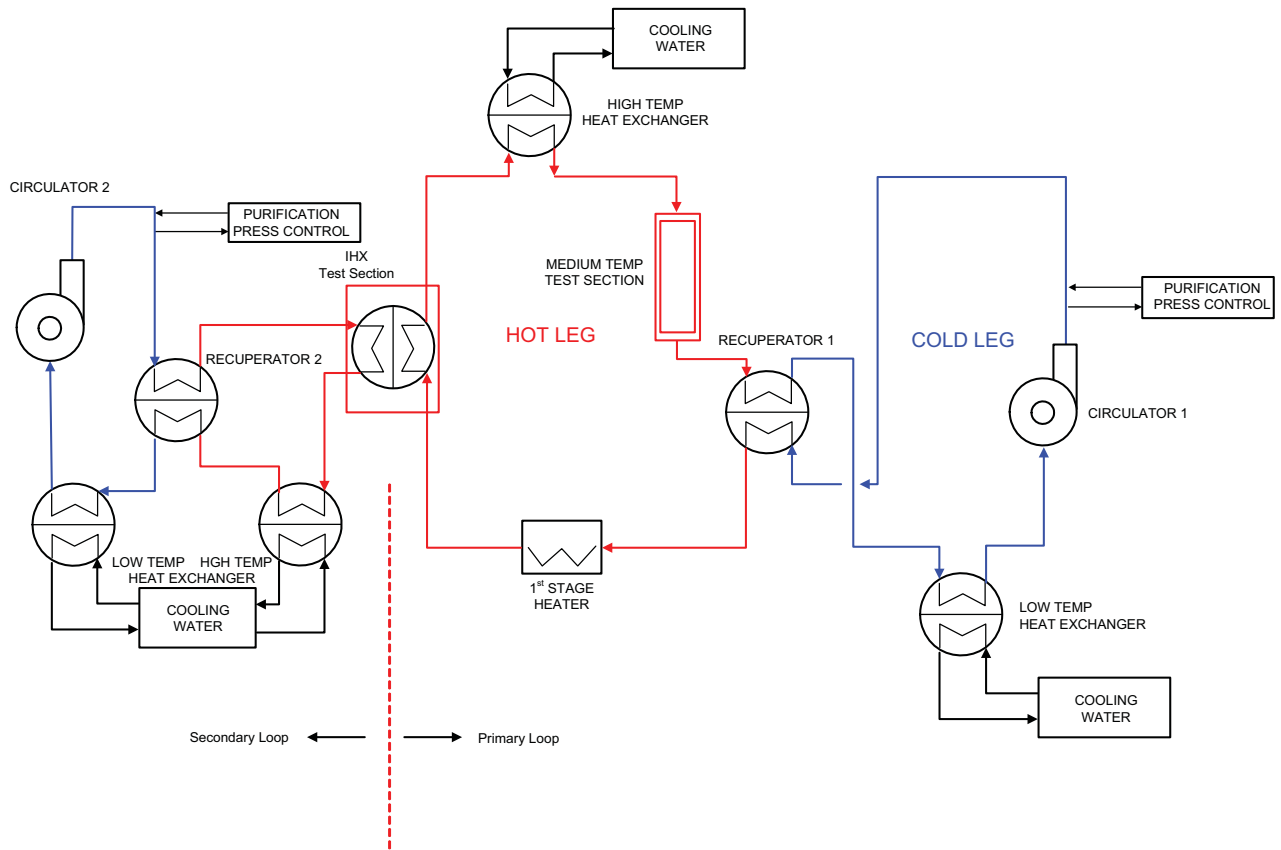 COOLING
WATER
HIGH TEMP
HEAT EXCHANGER
CIRCULATOR 2
PURIFICATION
PRESS CONTROL
IHX
Test Section
MEDIUM TEMP
TEST SECTION
HOT LEG
RECUPERATOR 1
COLD LEG
PURIFICATION
PRESS CONTROL
RECUPERATOR 2
CIRCULATOR 1
LOW TEMP HGH TEMP
HEAT EXCHANGER
COOLING
WATER
1st STAGE
HEATER
LOW TEMP
HEAT EXCHANGER
COOLING
WATER
Secondary Loop
Primary Loop